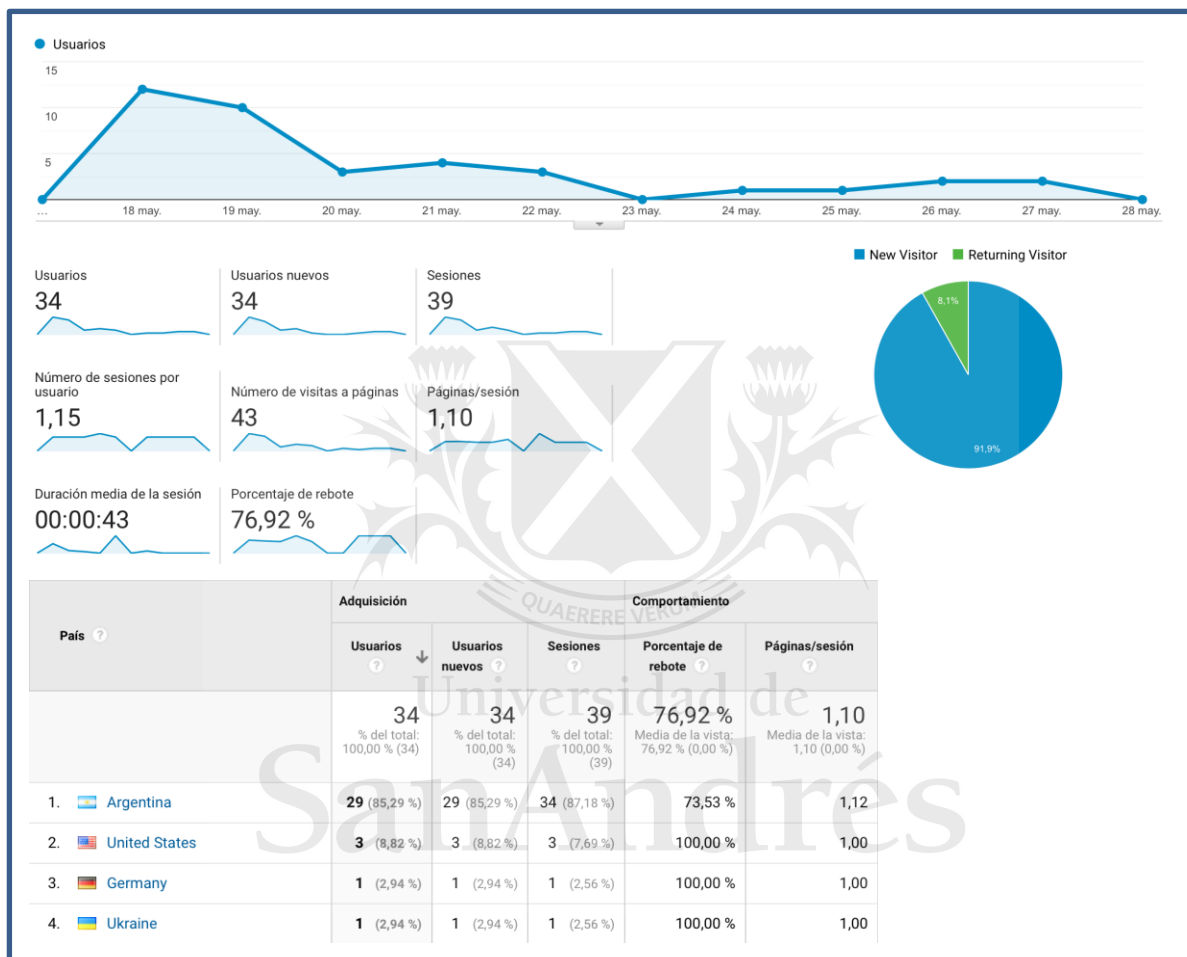 Usuarios
15
10
5
...
18 may.
19 may.
20 may.
21 may.
22 may.
23 may.
24 may.
25 may.
26 may.
27 may.
28 may.
New Visitor
Returning Visitor
8,1%
91,9%
Usuarios
34
Usuarios nuevos
34
Sesiones
39
Número de sesiones por
usuario
1,15
Número de visitas a páginas
43
Páginas/sesión
1,10
Duración media de la sesión
00:00:43
Porcentaje de rebote
76,92 %
QUAERERE VERUM
Universidad de
SanAndrés
País ?
Adquisición
Comportamiento
Usuarios
?
Usuarios
nuevos ?
Sesiones
?
Porcentaje de
rebote ?
Páginas/sesión
?
34
% del total:
100,00 % (34)
34
% del total:
100,00 %
(34)
39
% del total:
100,00 %
(39)
76,92 %
Media de la vista:
76,92 % (0,00 %)
1,10
Media de la vista:
1,10 (0,00 %)
1. Argentina 29 (85,29 %) 29 (85,29 %) 34 (87,18 %) 73,53 % 1,12
2. United States 3 (8,82 %) 3 (8,82 %) 3 (7,69 %) 100,00 % 1,00
3. Germany 1 (2,94 %) 1 (2,94 %) 1 (2,56 %) 100,00 % 1,00
4. Ukraine 1 (2,94 %) 1 (2,94 %) 1 (2,56 %) 100,00 % 1,00